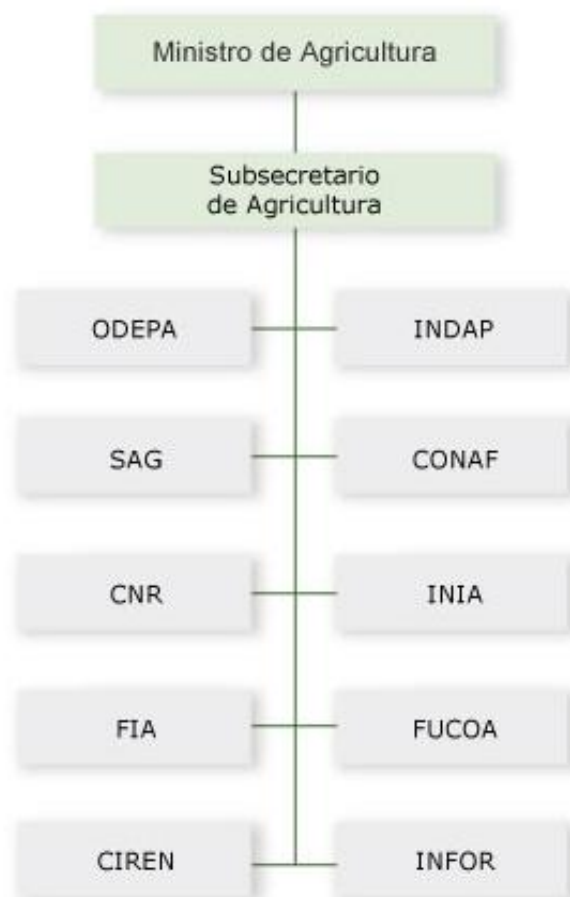 Ministro de Agricultura
Subsecretario
de Agricultura
ODEPA
INDAP
SAG
CONAF
CNR
INIA
FIA
FUCOA
CIREN
INFOR